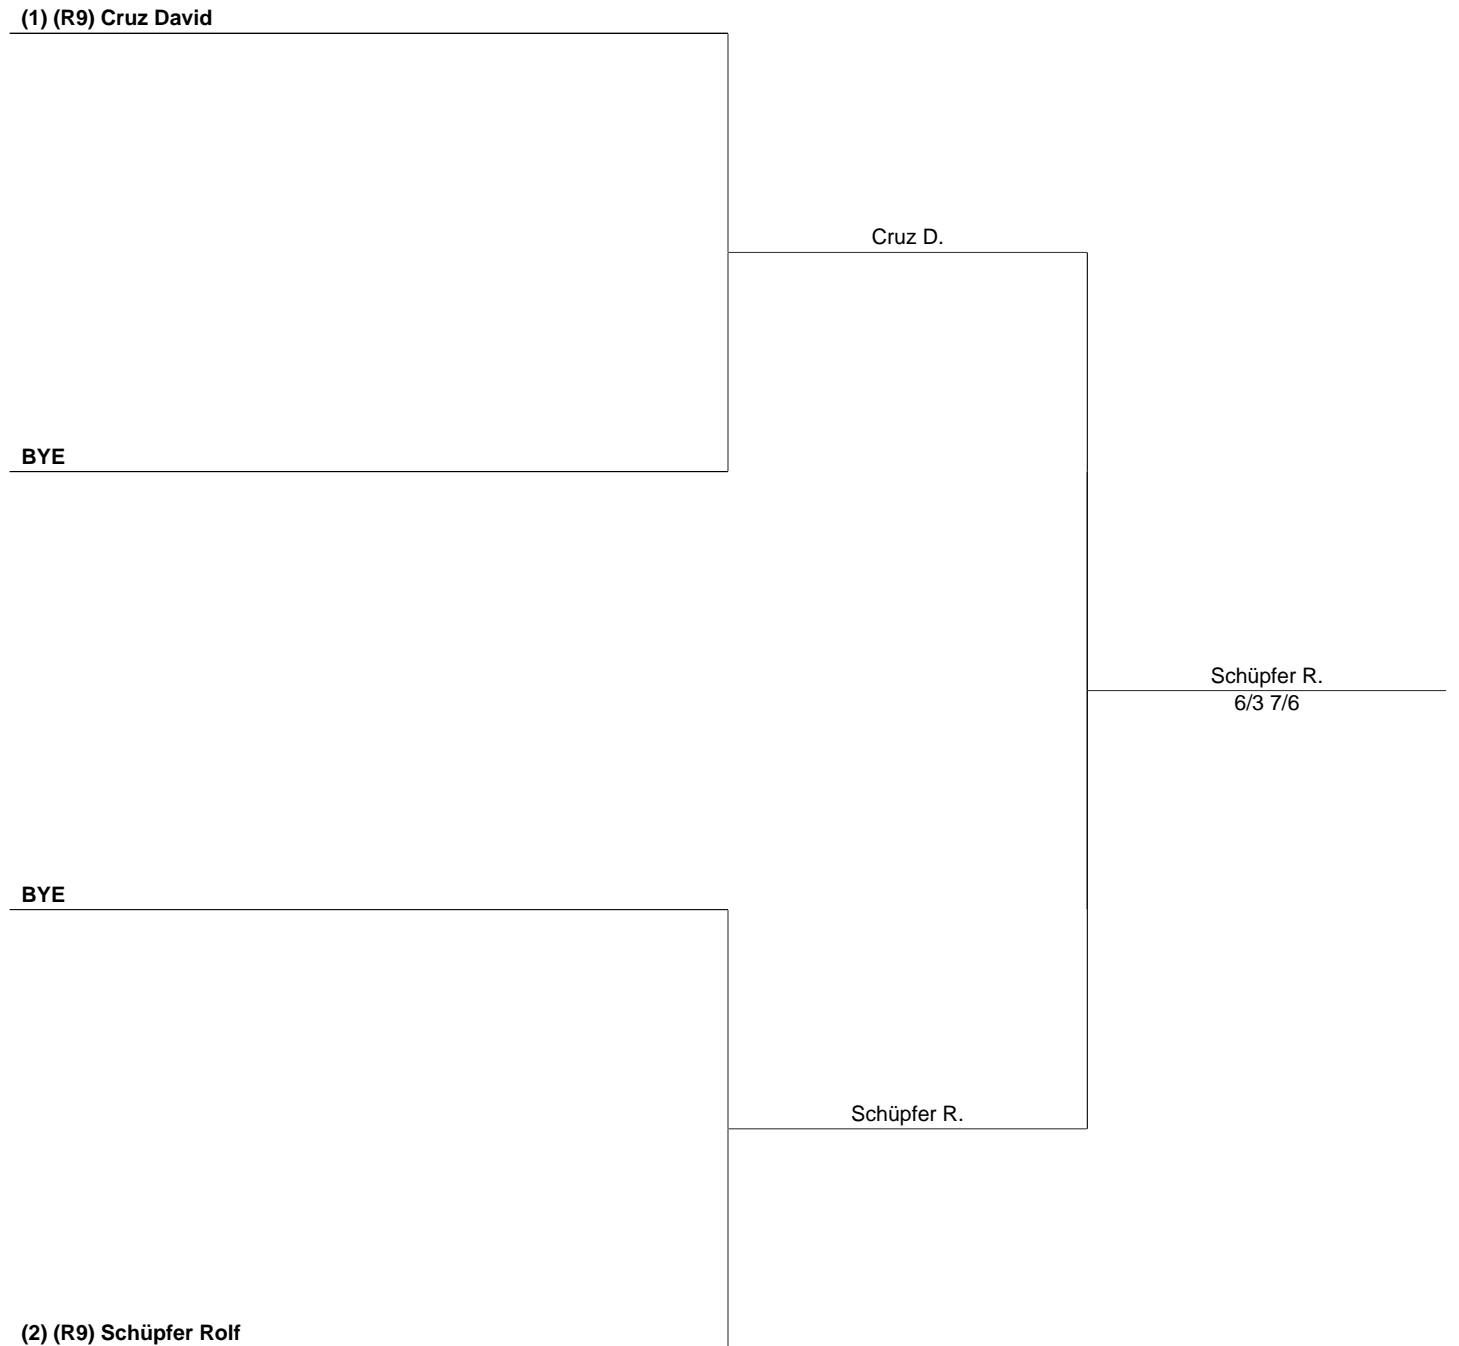 (1) (R9) Cruz David
Cruz D.
BYE
Schüpfer R.
6/3 7/6
BYE
Schüpfer R.
(2) (R9) Schüpfer Rolf